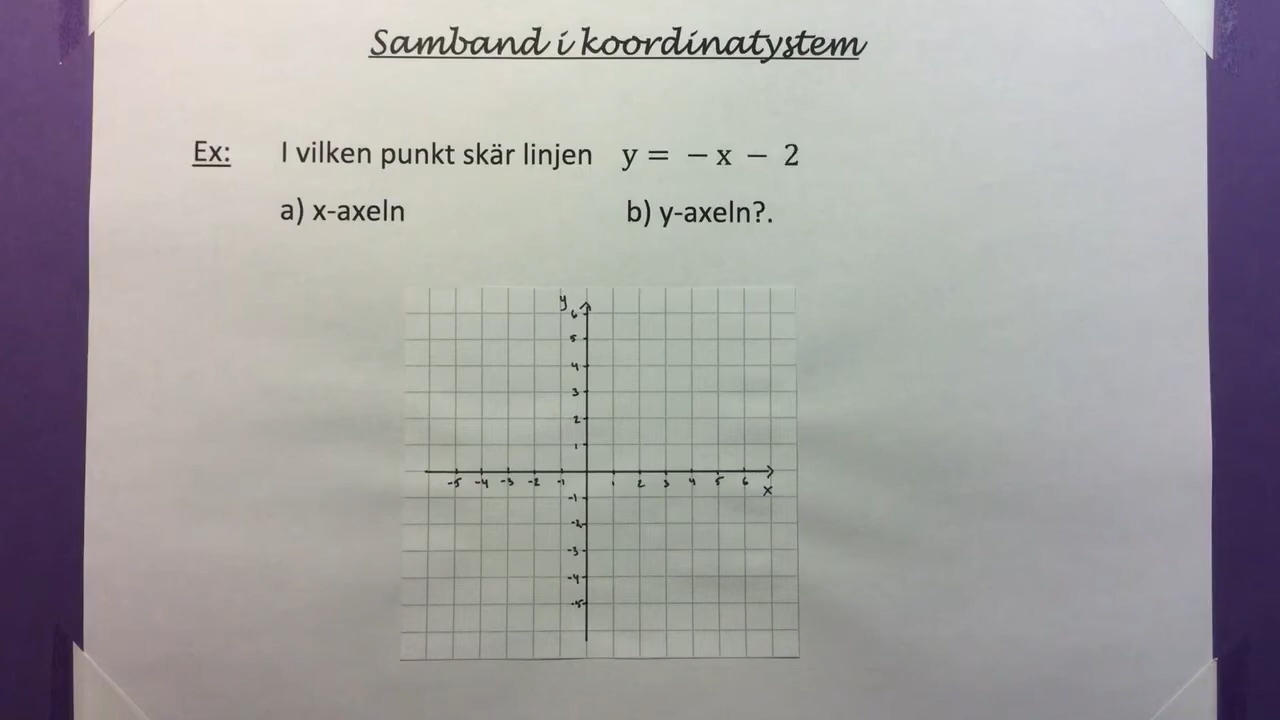 Samband i koordinatystem
Ex: I vilken punkt skär linjen y = − x − 2
a) x-axeln b) y-axeln?.
y
6
5
4
3
2
1
-5 -4 -3 -2 -1 1 2 3 4 5 6
x
-1
-2
-3
-4
-5